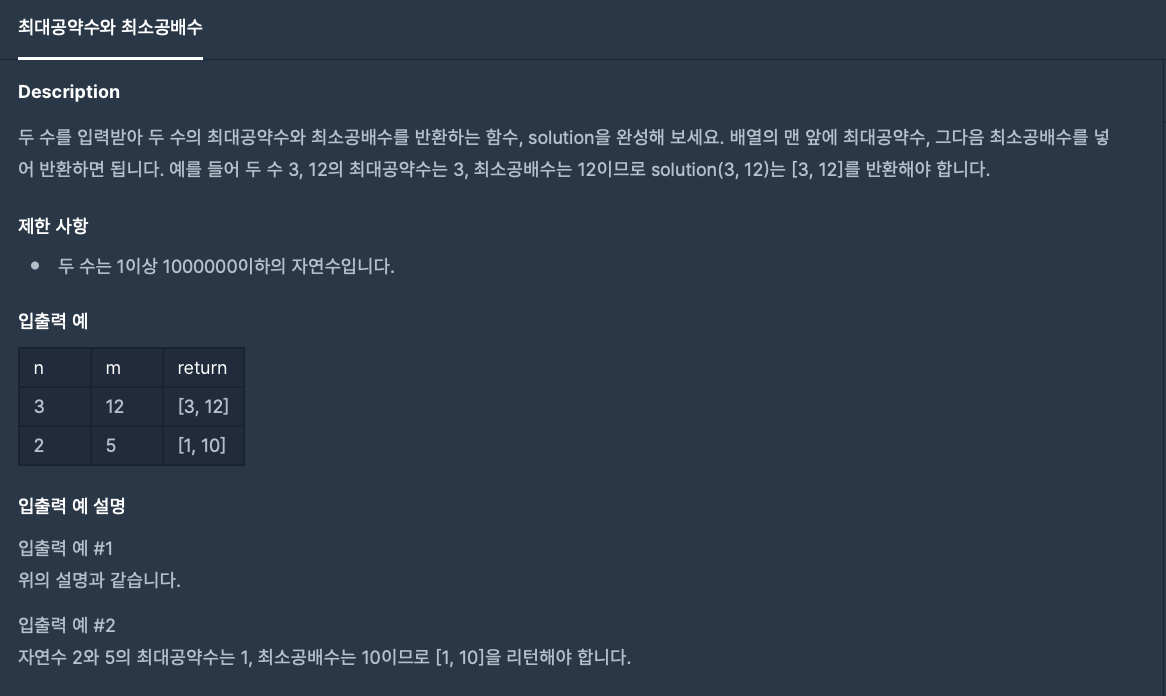 최대공약수와 최소공배수
Description
두 수를 입력받아 두 수의 최대공약수와 최소공배수를 반환하는 함수, solution을 완성해 보세요. 배열의 맨 앞에 최대공약수, 그다음 최소공배수를 넣
어 반환하면 됩니다. 예를 들어 두 수 3, 12의 최대공약수는 3, 최소공배수는 12이므로 solution(3, 12)는 [3, 12]를 반환해야 합니다.
제한 사항
• 두 수는 1이상 1000000이하의 자연수입니다.
입출력 예
n m return
3 12 [3, 12]
2 5 [1, 10]
입출력 예 설명
입출력 예 #1
위의 설명과 같습니다.
입출력 예 #2
자연수 2와 5의 최대공약수는 1, 최소공배수는 10이므로 [1, 10]을 리턴해야 합니다.